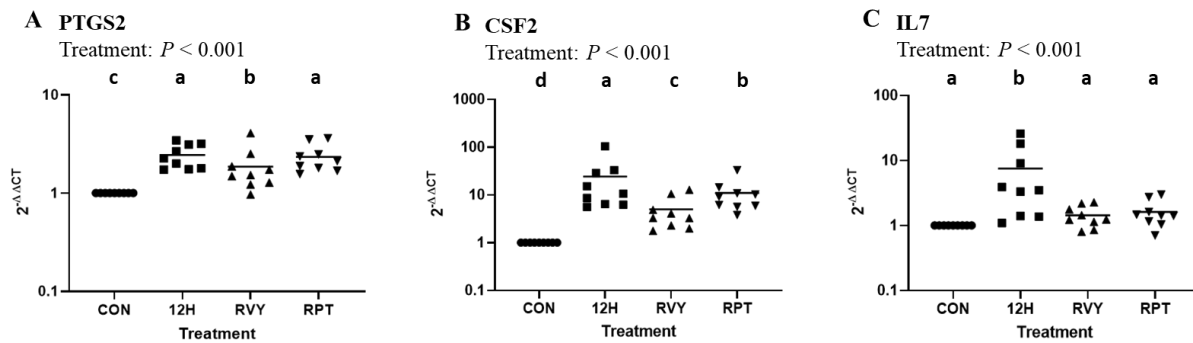 A PTGS2
Treatment: P < 0.001
c a b a
10
1
0.1
2-ΔΔCT
CON 12H RVY RPT
Treatment
B CSF2
Treatment: P < 0.001
d a c b
1000
100
10
1
0.1
2-ΔΔCT
CON 12H RVY RPT
Treatment
C IL7
Treatment: P < 0.001
a b a a
100
10
1
0.1
2-ΔΔCT
CON 12H RVY RPT
Treatment